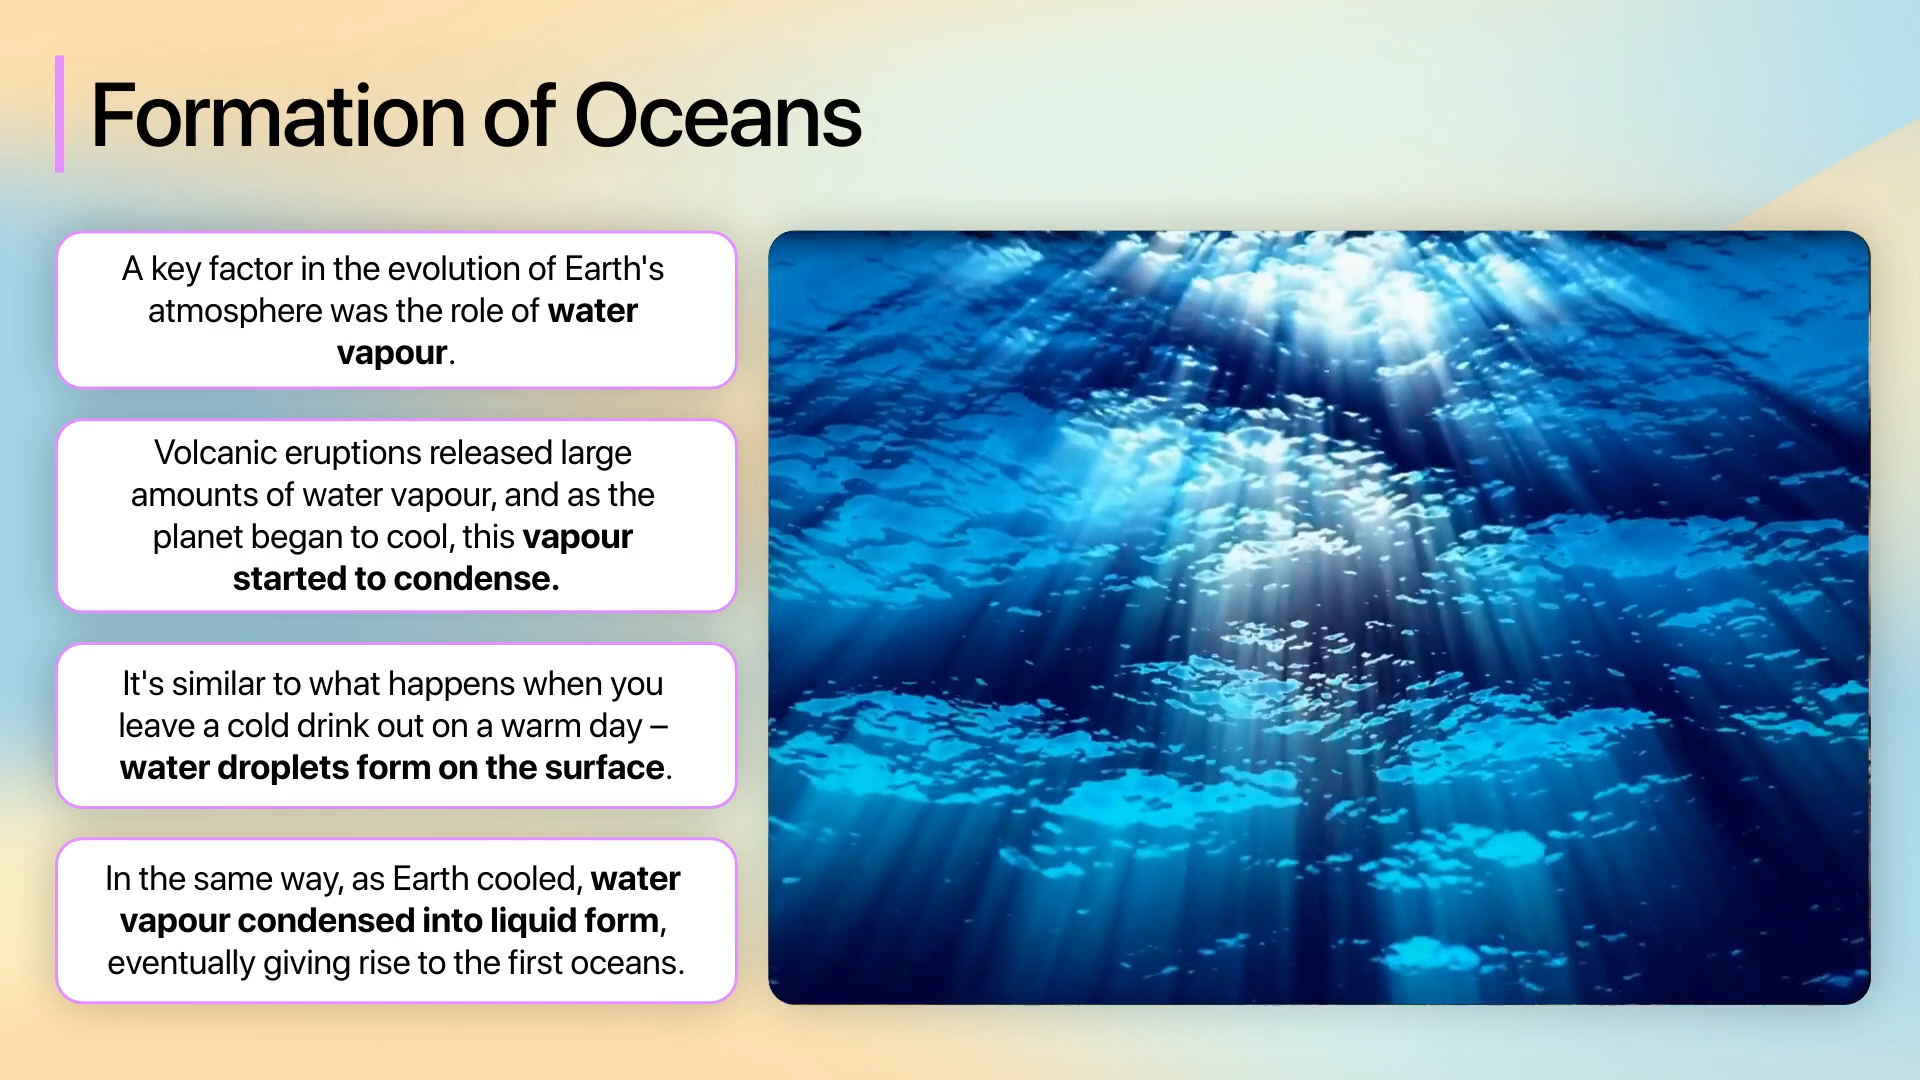 Formation of Oceans
A key factor in the evolution of Earth's
atmosphere was the role of water
vapour.
Volcanic eruptions released large
amounts of water vapour, and as the
planet began to cool, this vapour
started to condense.
It's similar to what happens when you
leave a cold drink out on a warm day –
water droplets form on the surface.
In the same way, as Earth cooled, water
vapour condensed into liquid form,
eventually giving rise to the first oceans.